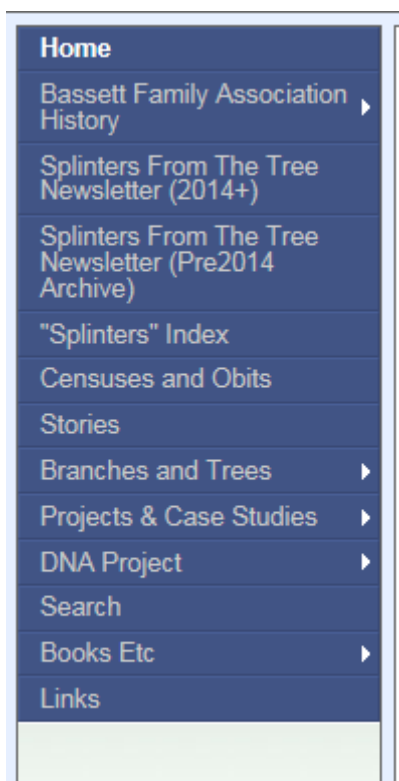 Home
Bassett Family Association
History
Splinters From The Tree
Newsletter (2014+)
Splinters From The Tree
Newsletter (Pre2014
Archive)
"Splinters" Index
Censuses and Obits
Stories
Branches and Trees
Projects & Case Studies
DNA Project
Search
Books Etc
Links